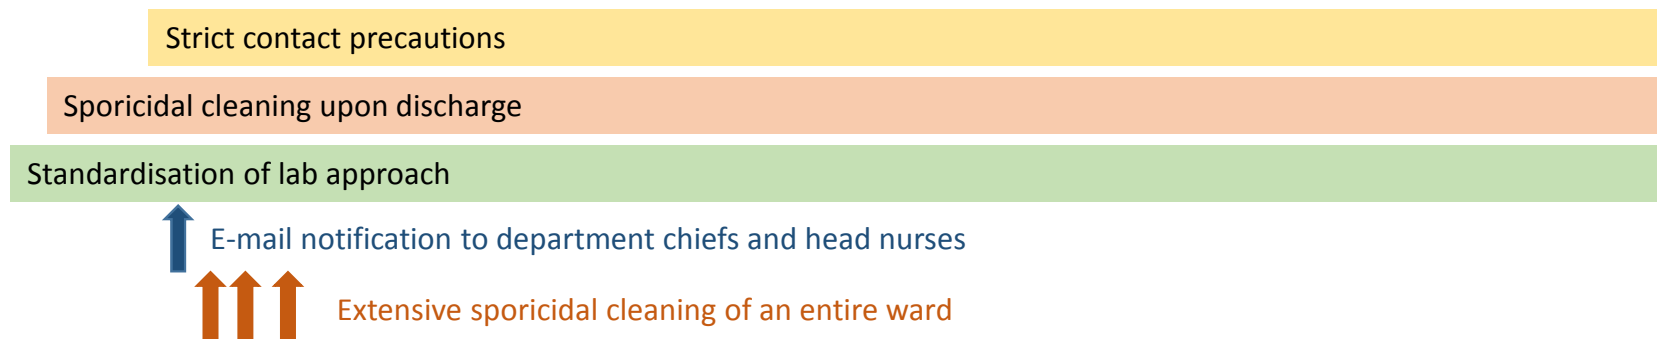 Strict contact precautions
Sporicidal cleaning upon discharge
Standardisation of lab approach
E-mail notification to department chiefs and head nurses
Extensive sporicidal cleaning of an entire ward